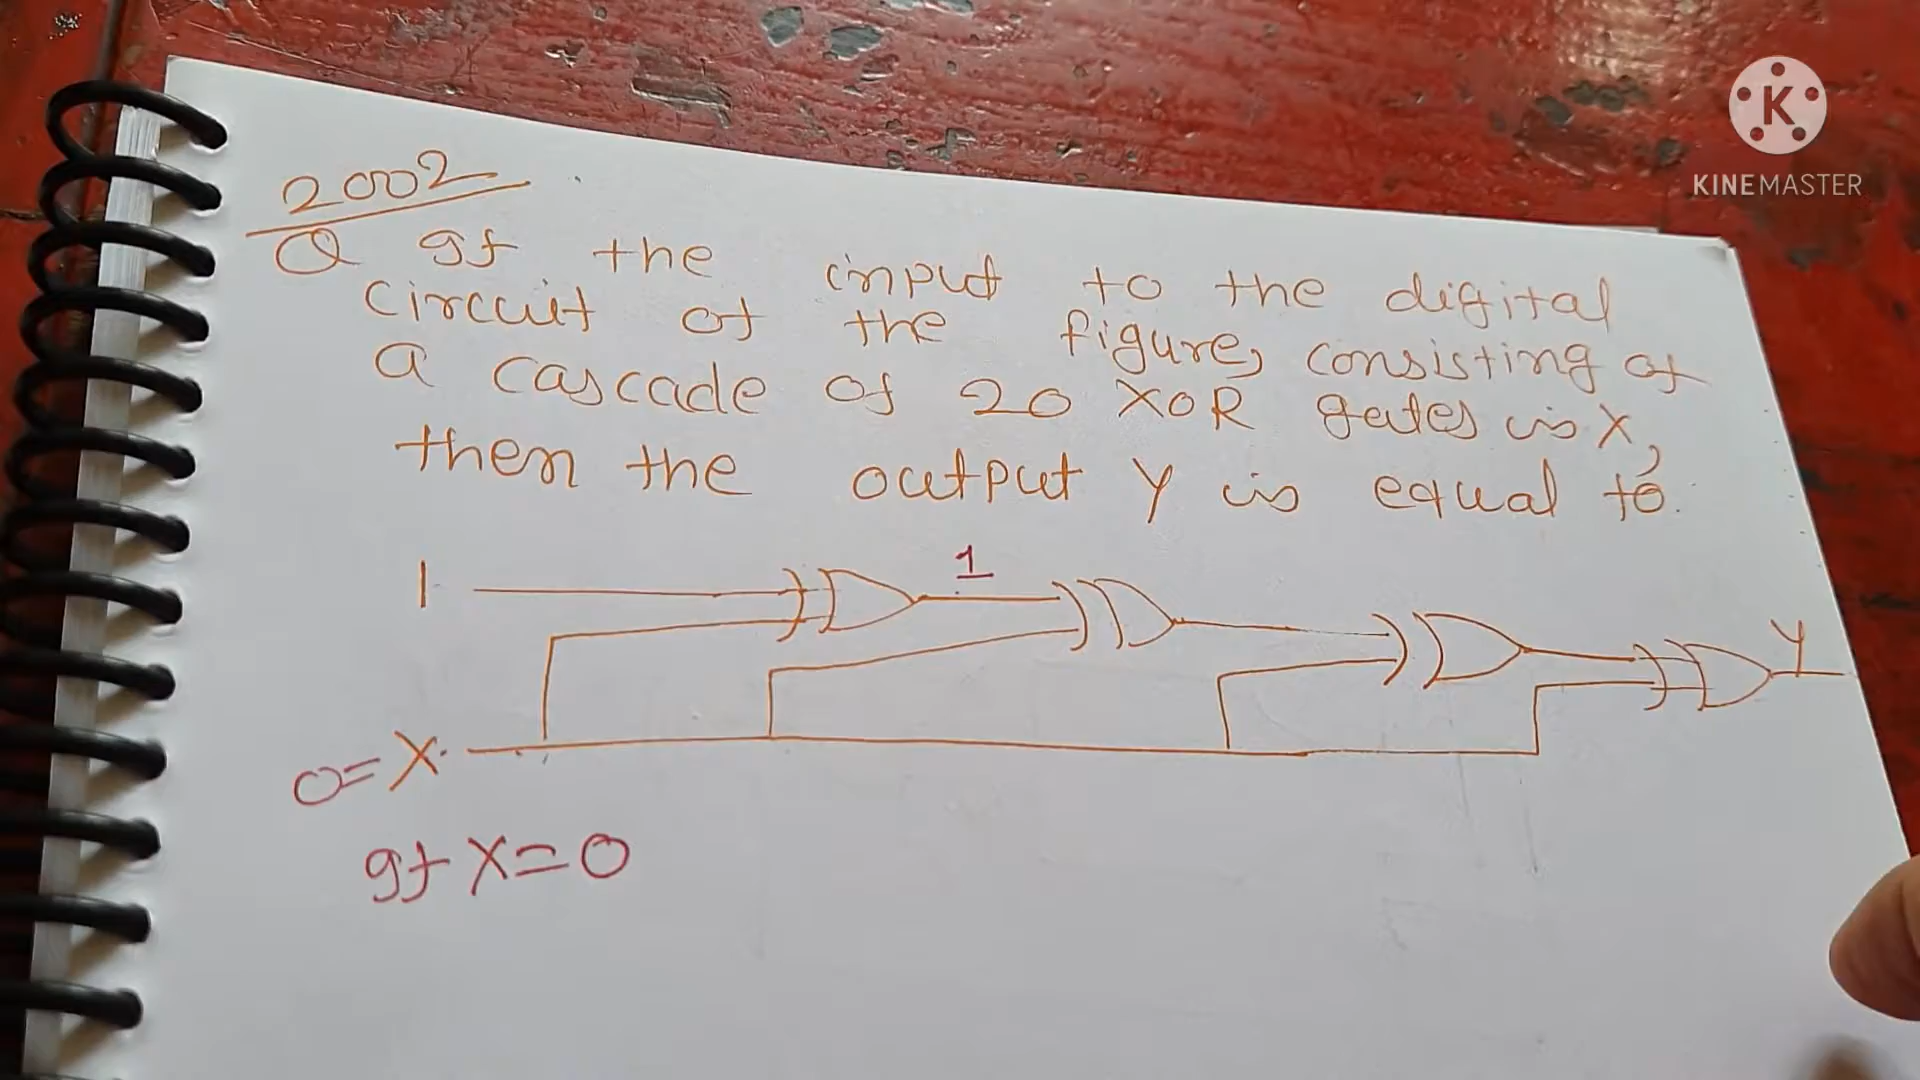 KINEMASTER
2002
Q If the input to the digital
circuit of the figure, consisting of
a cascade of 20 XOR gates is X,
then the output Y is equal to
1
1
Y
0=X
If X=0